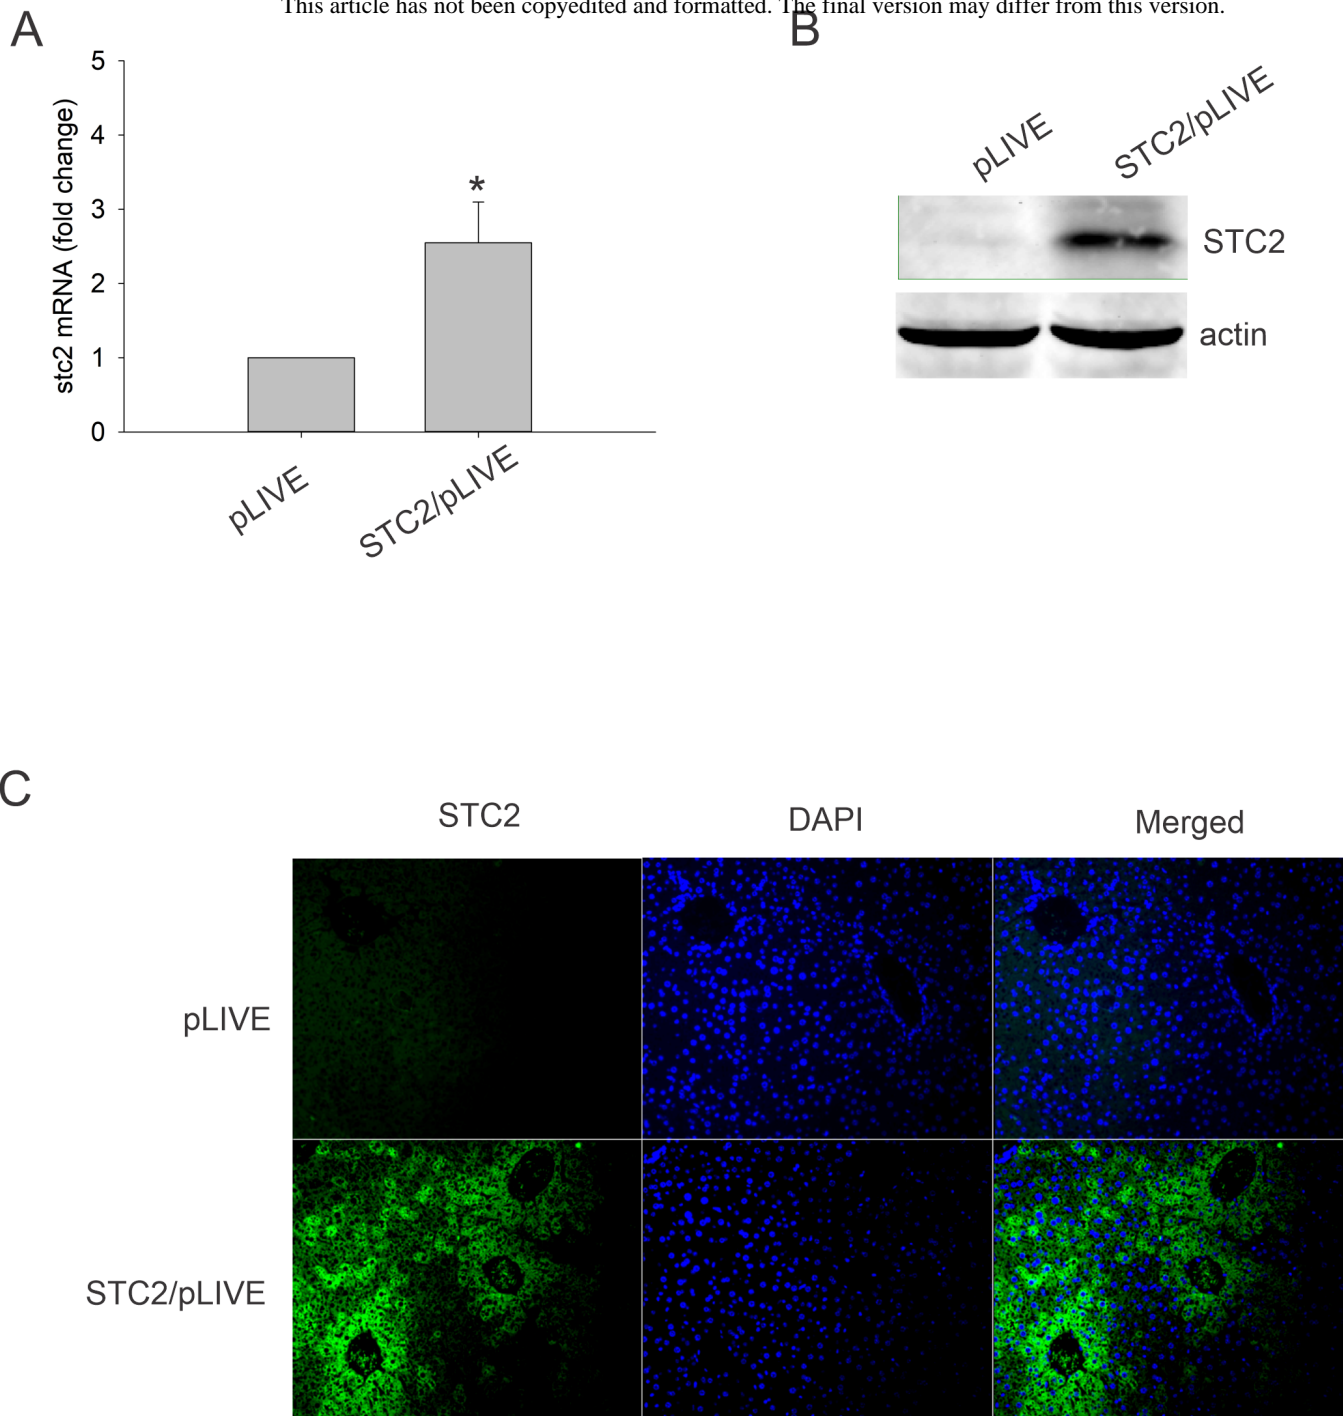 This article has not been copyedited and formatted. The final version may differ from this version.
A
5
4
3
2
1
0
stc2 mRNA (fold change)
*
pLIVE
STC2/pLIVE
B
pLIVE
STC2/pLIVE
STC2
actin
C
STC2
DAPI
Merged
pLIVE
STC2/pLIVE